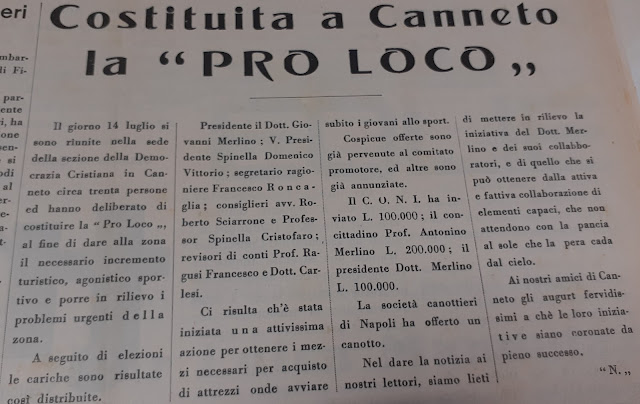 Costituita a Canneto
la “ PRO LOCO „
Il giorno 14 luglio si
sono riunite nella sede
della sezione della Demo-
crazia Cristiana in Can-
neto circa trenta persone
ed hanno deliberato di
costituire la “Pro Loco„,
al fine di dare alla zona
il necessario incremento
turistico, agonistico spor-
tivo e porre in rilievo i
problemi urgenti della
zona.
A seguito di elezioni
le cariche sono risultate
così distribuite.
Presidente il Dott. Gio-
vanni Merlino; V. Presi-
dente Spinella Domenico
Vittorio; segretario ragio-
niere Francesco Ronca-
glia; consiglieri avv. Ro-
berto Sciarrone e Profes-
sor Spinella Cristofaro;
revisori di conti Prof. Ra-
gusi Francesco e Dott. Car-
lesi.
Ci risulta ch'è stata
iniziata una attivissima
azione per ottenere i mez-
zi necessari per acquisto
di attrezzi onde avviare
subito i giovani allo sport.
Cospicue offerte sono
già pervenute al comitato
promotore, ed altre sono
già annunziate.
Il C. O. N. I. ha in-
viato L. 100.000; il con-
cittadino Prof. Antonino
Merlino L. 200.000; il
presidente Dott. Merlino
L. 100.000.
La società canottieri
di Napoli ha offerto un
canotto.
Nel dare la notizia ai
nostri lettori, siamo lieti
di mettere in rilievo la
iniziativa del Dott. Mer-
lino e dei suoi collabbo-
ratori, e di quello che si
può ottenere dalla attiva
e fattiva collaborazione di
elementi capaci, che non
attendono con la pancia
al sole che la pera cada
dal cielo.
Ai nostri amici di Can-
neto gli augurt fervidis-
simi a chè le loro inizia-
tive siano coronate da
pieno successo.
“N.„